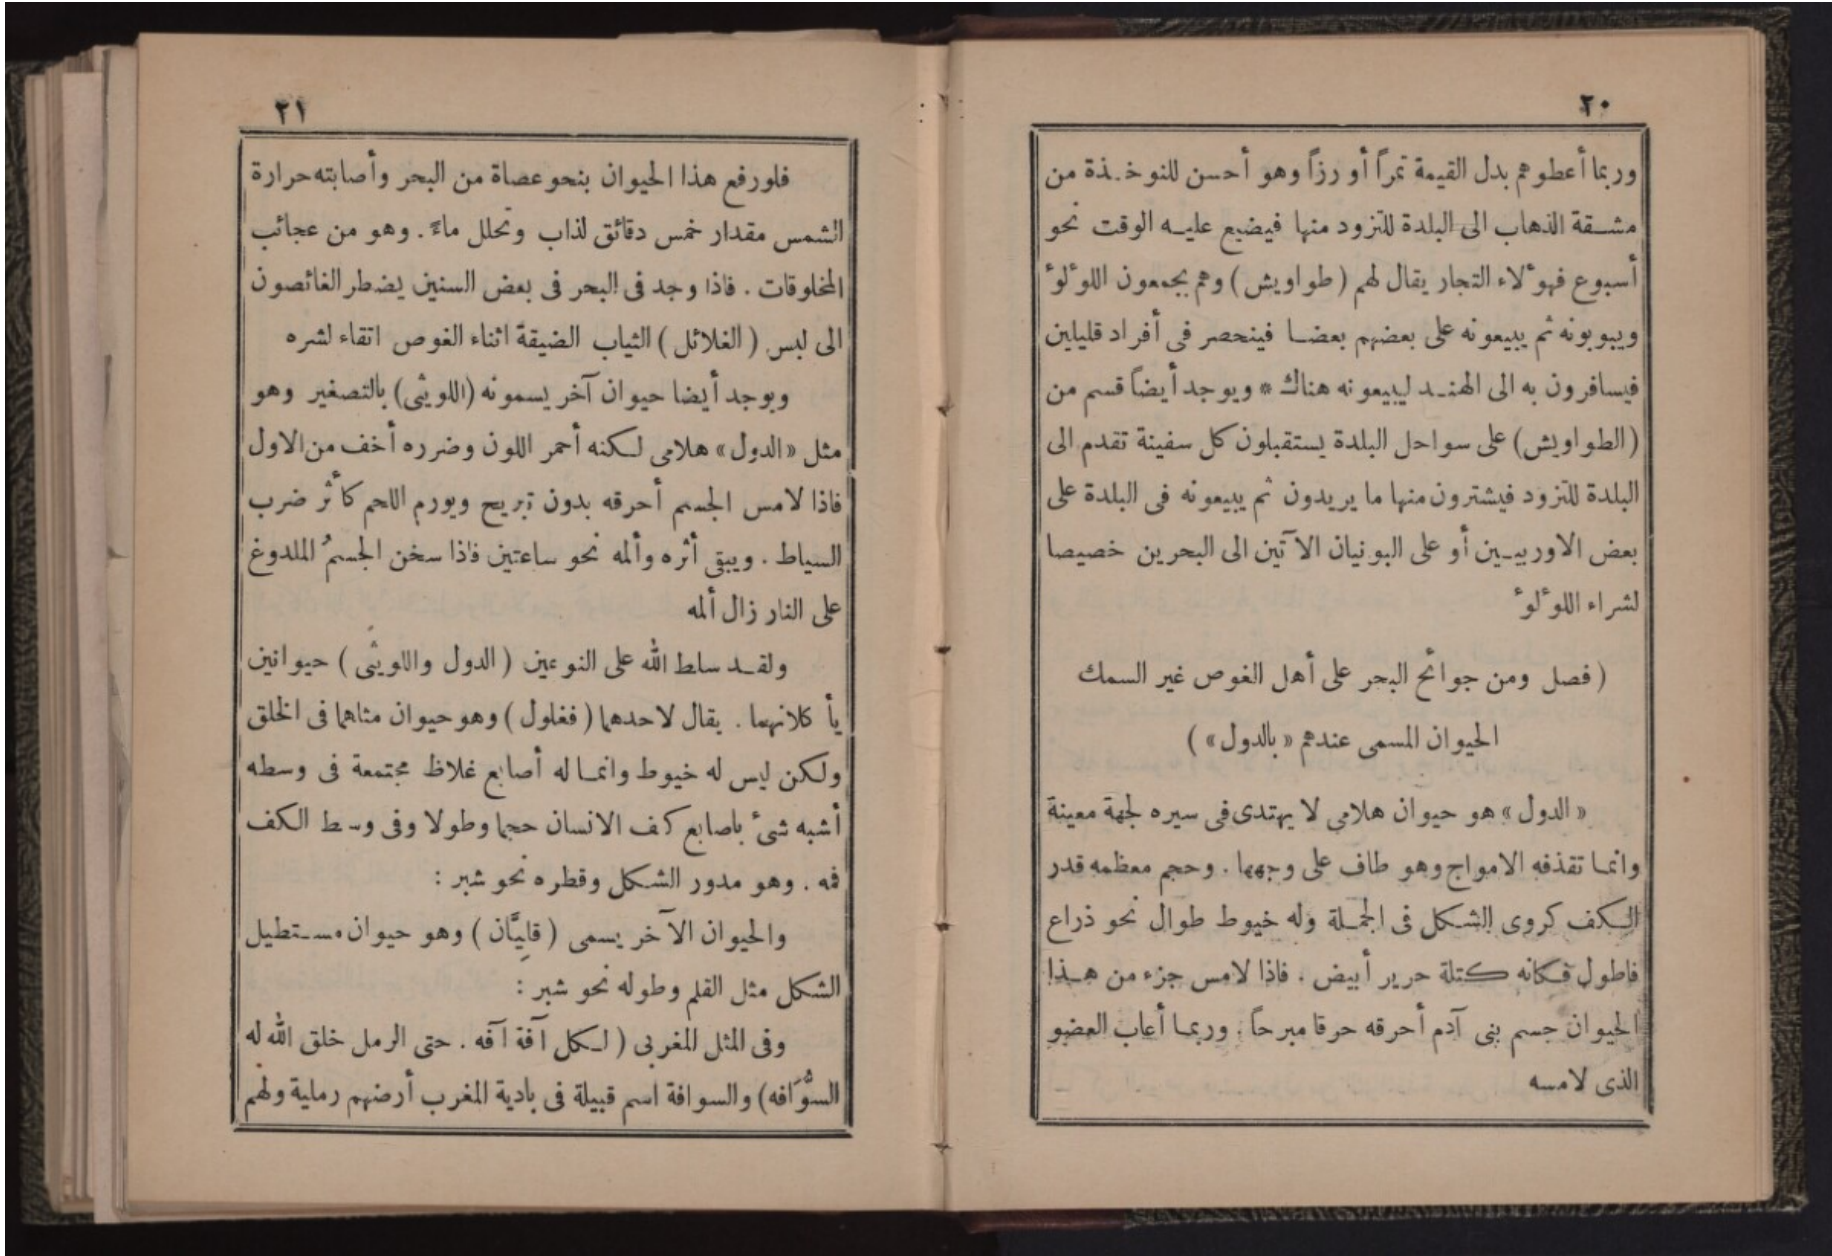 ٢٠
وربما أعطوهم بدل القيمة تمراً أو رزاً وهو أحسن للنوخذة من
مشقة الذهاب الى البلدة للتزود منها فيضيع عليه الوقت نحو
أسبوع فهؤلاء التجار يقال لهم (طواويش) وهم يجمعون اللؤلؤ
ويبوبونه ثم يبيعونه على بعضهم بعضا فينحصر فى أفراد قليلين
فيسافرون به الى الهند ليبيعونه هناك * ويوجد أيضاً قسم من
(الطواويش) على سواحل البلدة يستقبلون كل سفينة تقدم الى
البلدة للتزود فيشترون منها ما يريدون ثم يبيعونه فى البلدة على
بعض الاوربيين أو على البونيان الآتين الى البحرين خصيصا
لشراء اللؤلؤ
(فصل ومن جوائح البحر على أهل الغوص غير السمك
الحيوان المسمى عندهم «بالدول»)
«الدول» هو حيوان هلامى لا يهتدى فى سيره لجهة معينة
وانما تقذفه الامواج وهو طاف على وجهها . وحجم معظمه قدر
الكف كروى الشكل فى الجملة وله خيوط طوال نحو ذراع
فاطول فكانه كتلة حرير أبيض . فاذا لامس جزء من هذا
الحيوان جسم بنى آدم أحرقه حرقا مبرحاً . وربما أعاب العضو
الذى لامسه
٢١
فلورفع هذا الحيوان بنحو عصاة من البحر وأصابته حرارة
الشمس مقدار خمس دقائق لذاب وتحلل ماءً . وهو من عجائب
المخلوقات . فاذا وجد فى البحر فى بعض السنين يضطر الغائصون
الى لبس (الغلائل) الثياب الضيقة اثناء الغوص اتقاء لشره
ويوجد أيضا حيوان آخر يسمونه (اللويثى) بالتصغير وهو
مثل «الدول» هلامى لكنه أحمر اللون وضرره أخف من الاول
فاذا لامس الجسم أحرقه بدون تبريح ويورم اللحم كأثر ضرب
السياط . ويبقى أثره وألمه نحو ساعتين فاذا سخن الجسمُ الملدوغ
على النار زال ألمه
ولقد سلط الله على النوعين (الدول واللويثى) حيوانين
يأكلانهما . يقال لاحدهما (فغلول) وهو حيوان مثلهما فى الخلق
ولكن ليس له خيوط وانما له أصابع غلاظ مجتمعة فى وسطه
أشبه شئ باصابع كف الانسان حجما وطولا وفى وسط الكف
فمه . وهو مدور الشكل وقطره نحو شبر :
والحيوان الآخر يسمى (قلِيَّان) وهو حيوان مستطيل
الشكل مثل القلم وطوله نحو شبر :
وفى المثل المغربى (لكل آفة آفه . حتى الرمل خلق الله له
السوَّافه) والسوافة اسم قبيلة فى بادية المغرب أرضهم رملية ولهم